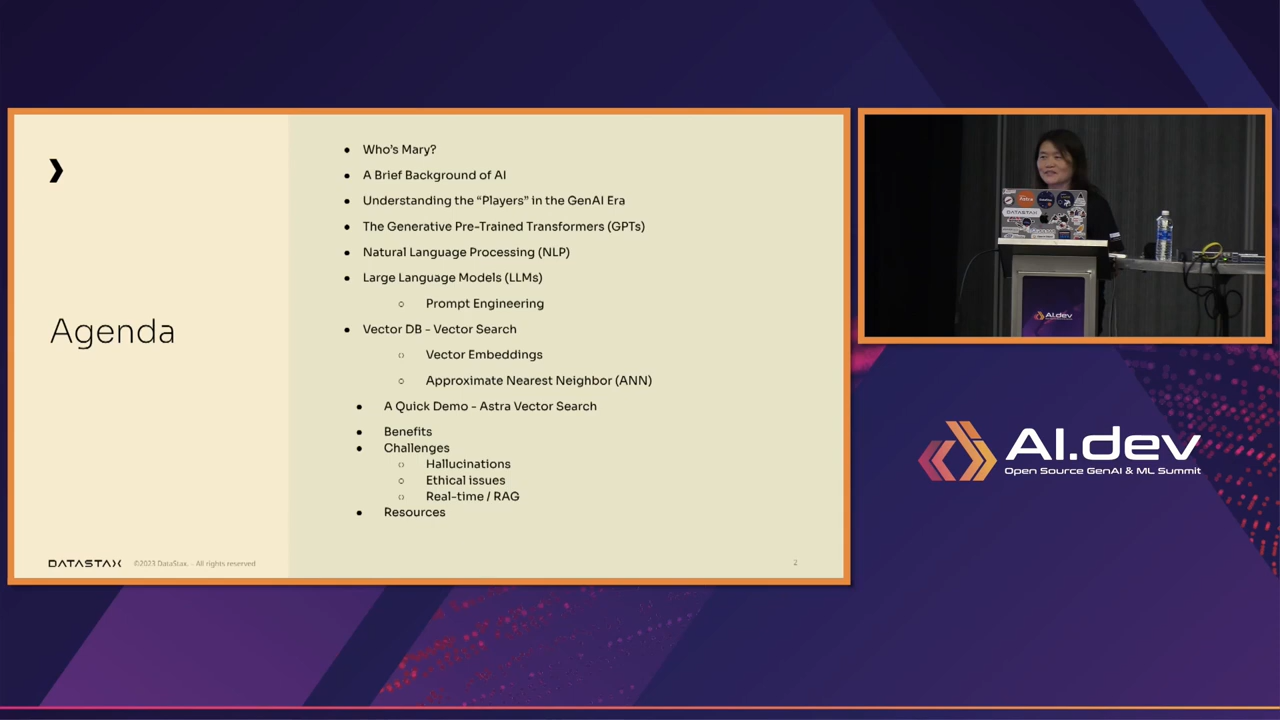 Agenda
Who's Mary?
A Brief Background of AI
Understanding the “Players” in the GenAI Era
The Generative Pre-Trained Transformers (GPTs)
Natural Language Processing (NLP)
Large Language Models (LLMs)
Prompt Engineering
Vector DB - Vector Search
Vector Embeddings
Approximate Nearest Neighbor (ANN)
A Quick Demo - Astra Vector Search
Benefits
Challenges
Hallucinations
Ethical issues
Real-time / RAG
Resources
DATASTAX ©2023 DataStax. - All rights reserved
2
DATASTAX
AI.dev
AI.dev
Open Source GenAI & ML Summit